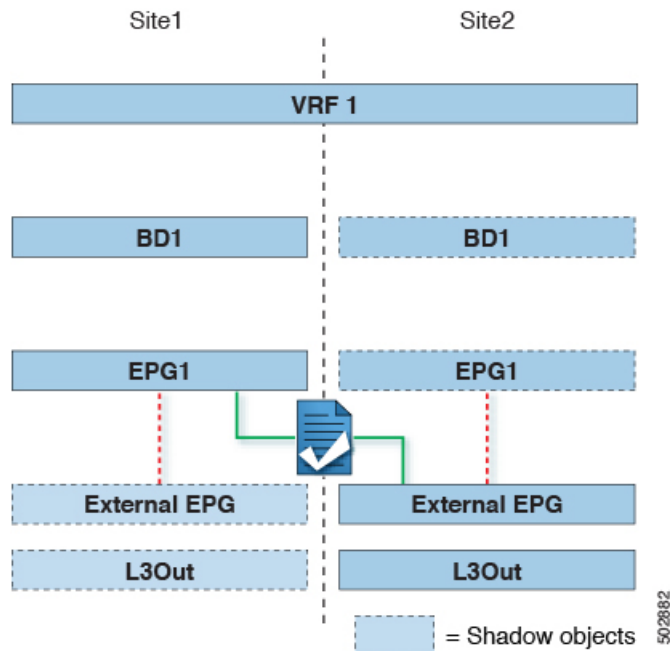 Site1
Site2
VRF 1
BD1
BD1
EPG1
EPG1
External EPG
External EPG
L3Out
L3Out
= Shadow objects
502882